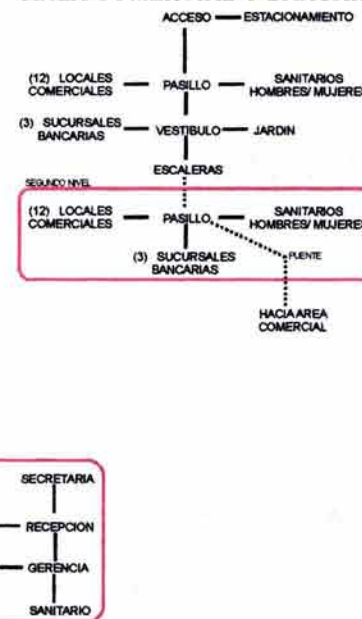 ACCESO ESTACIONAMIENTO
(12) LOCALES COMERCIALES
PASILLO
SANITARIOS HOMBRES/ MUJERES
(3) SUCURSALES BANCARIAS
VESTIBULO
JARDIN
ESCALERAS
SEGUNDO NIVEL
(12) LOCALES COMERCIALES
PASILLO
SANITARIOS HOMBRES/ MUJERES
(3) SUCURSALES BANCARIAS
PUENTE
HACIA AREA COMERCIAL
SECRETARIA
RECEPCION
GERENCIA
SANITARIO